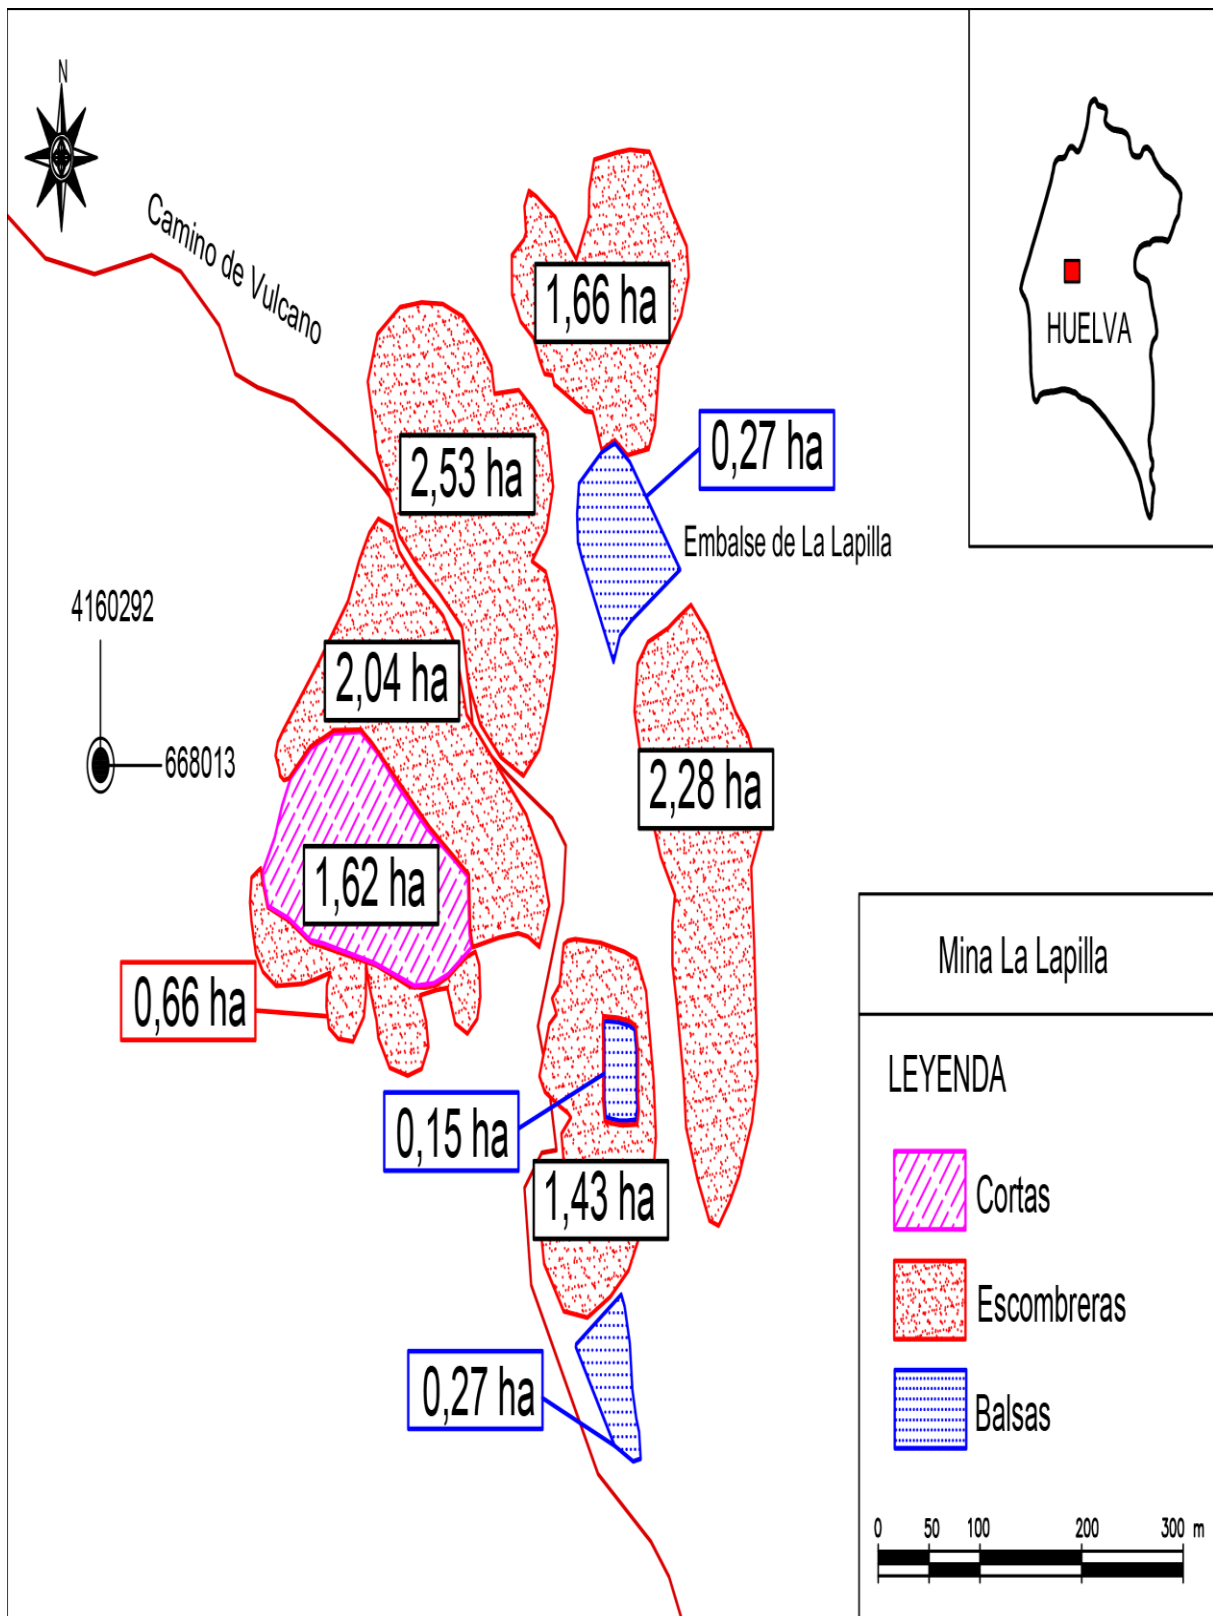 N
Camino de Vulcano
1,66 ha
HUELVA
0,27 ha
2,53 ha
Embalse de La Lapilla
4160292
2,04 ha
668013
2,28 ha
1,62 ha
Mina La Lapilla
0,66 ha
LEYENDA
0,15 ha
1,43 ha
Cortas
Escombreras
0,27 ha
Balsas
0 50 100 200 300 m